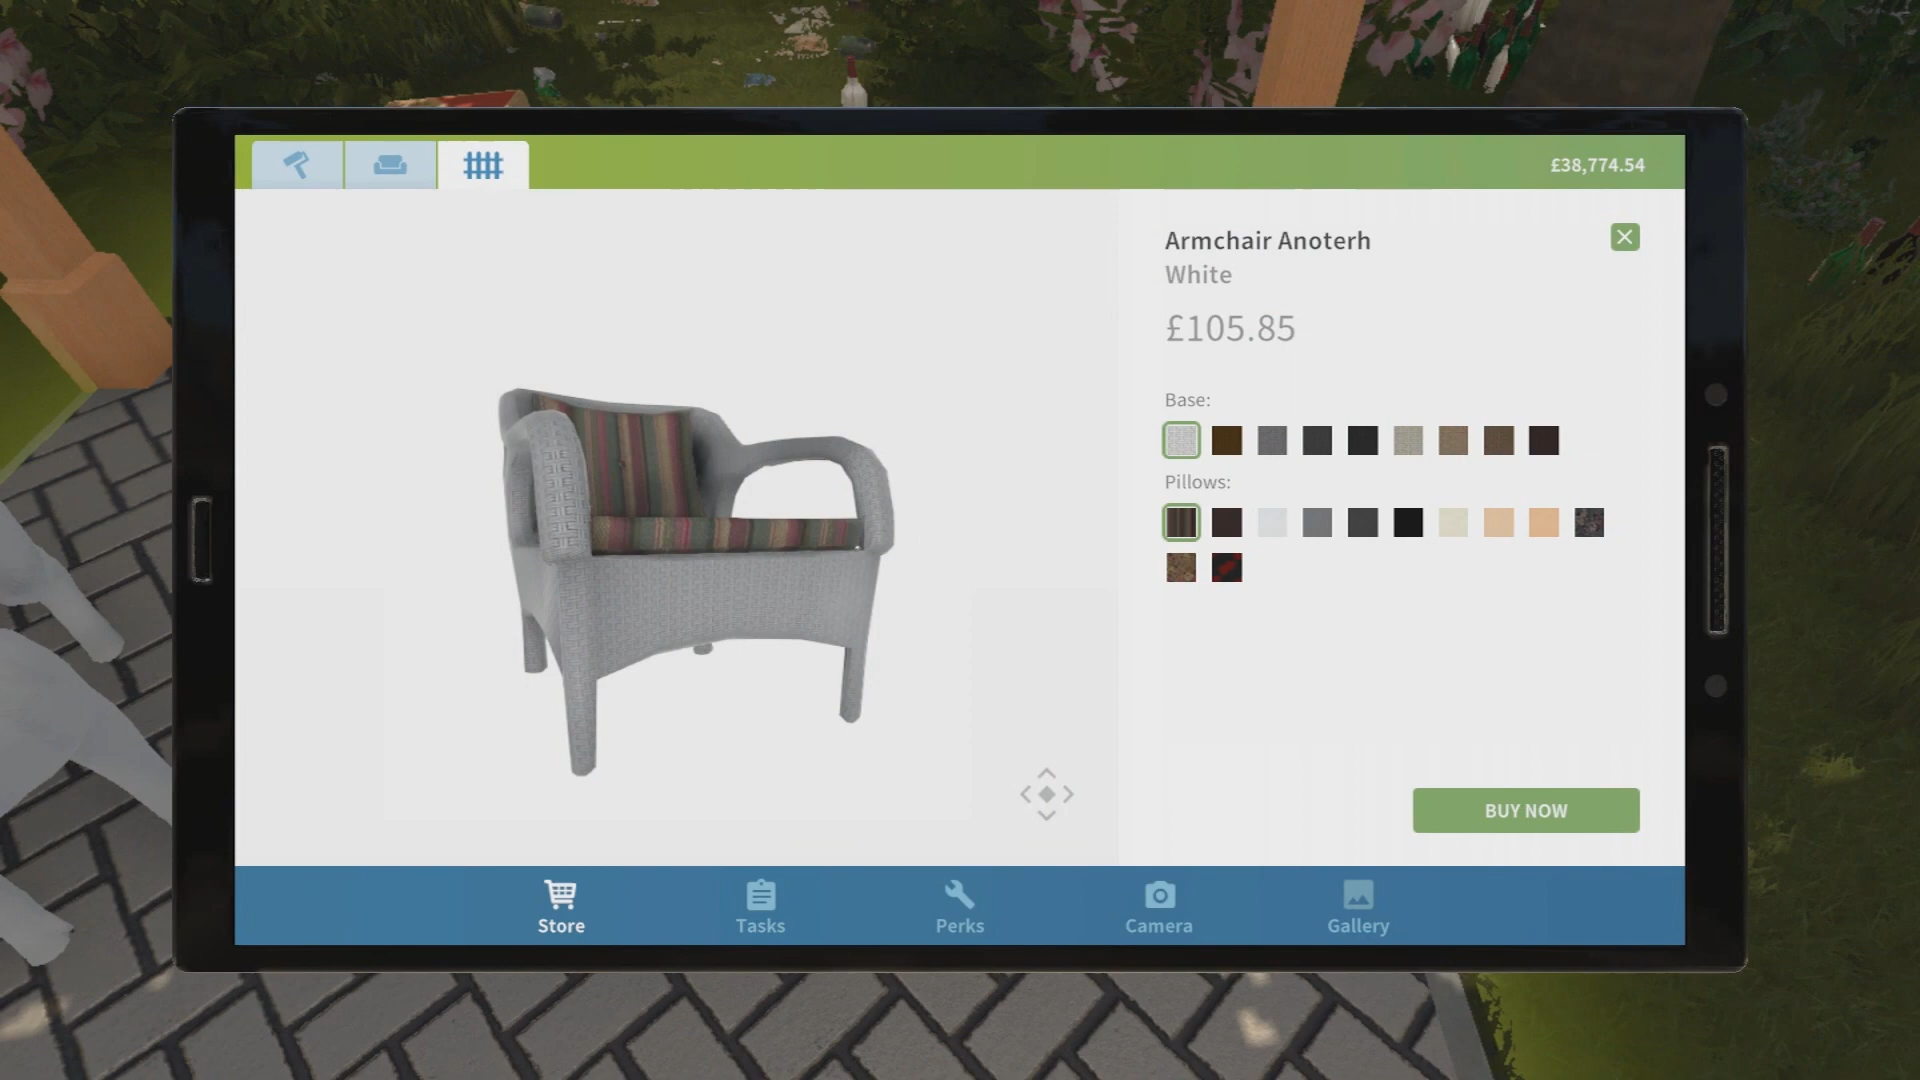 £38,774.54
Armchair Anoterh
White
£105.85
Base:
Pillows:
BUY NOW
Store
Tasks
Perks
Camera
Gallery